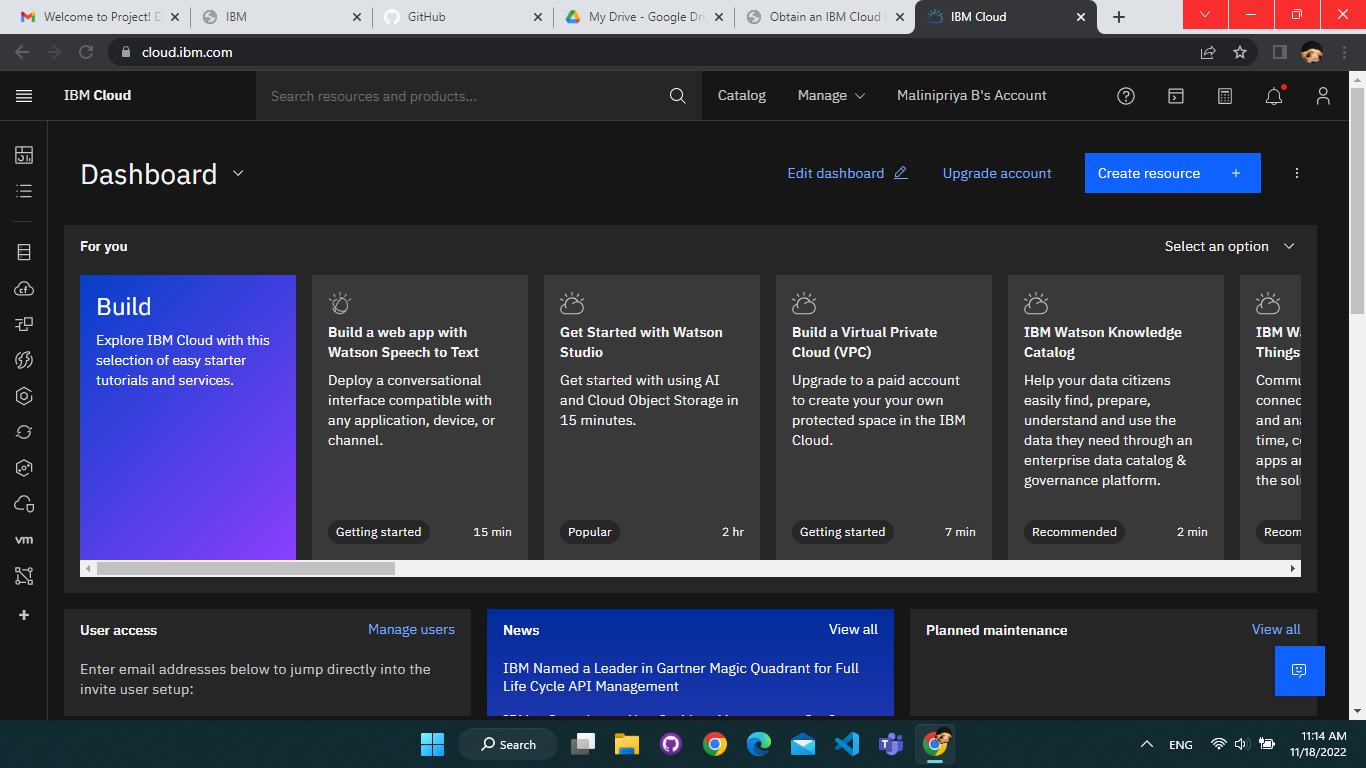 Welcome to Project! D
IBM
GitHub
My Drive - Google Dri
Obtain an IBM Cloud
IBM Cloud
cloud.ibm.com
IBM Cloud
Search resources and products...
Catalog
Manage
Malinipriya B's Account
Dashboard
Edit dashboard
Upgrade account
Create resource +
For you
Select an option
Build
Explore IBM Cloud with this
selection of easy starter
tutorials and services.
Build a web app with
Watson Speech to Text
Deploy a conversational
interface compatible with
any application, device, or
channel.
Getting started
15 min
Get Started with Watson
Studio
Get started with using AI
and Cloud Object Storage in
15 minutes.
Popular
2 hr
Build a Virtual Private
Cloud (VPC)
Upgrade to a paid account
to create your your own
protected space in the IBM
Cloud.
Getting started
7 min
IBM Watson Knowledge
Catalog
Help your data citizens
easily find, prepare,
understand and use the
data they need through an
enterprise data catalog &
governance platform.
Recommended
2 min
IBM W
Things
Commu
connec
and ana
time, c
apps a
the sol
Recom
cf
vm
User access
Manage users
Enter email addresses below to jump directly into the
invite user setup:
News
View all
IBM Named a Leader in Gartner Magic Quadrant for Full
Life Cycle API Management
Planned maintenance
View all
Search
ENG
11:14 AM
11/18/2022